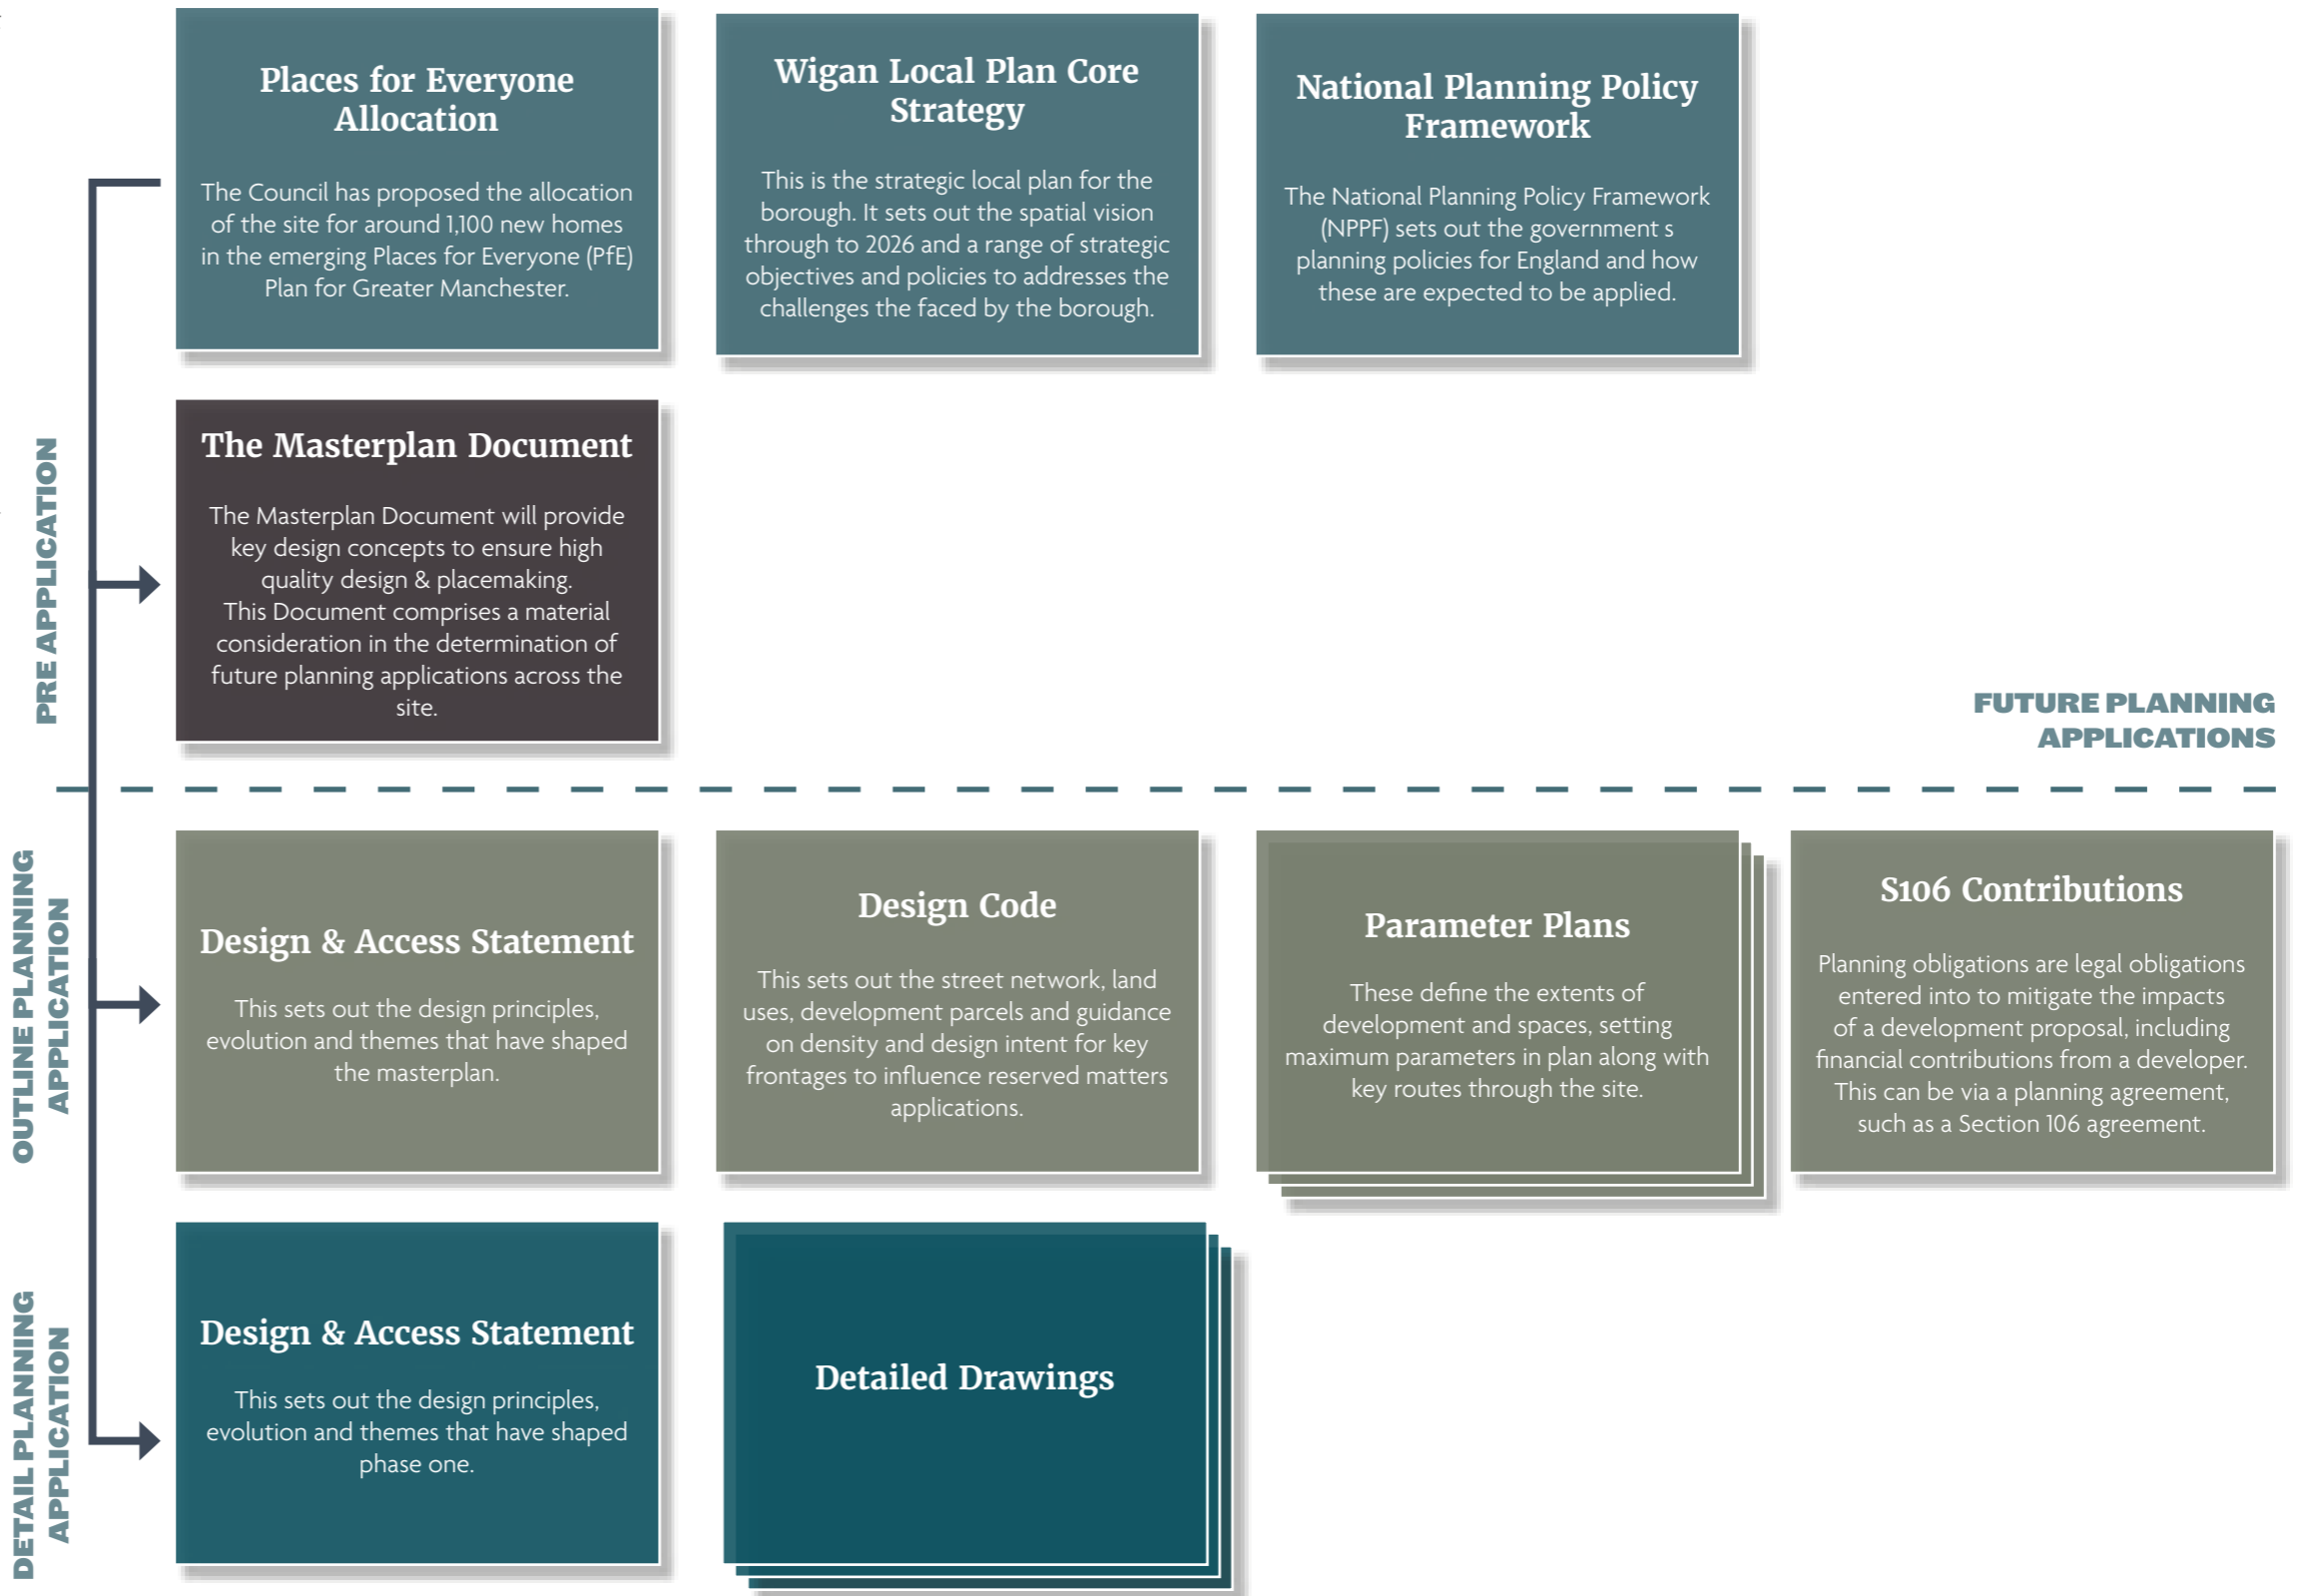 Places for Everyone
Allocation
The Council has proposed the allocation
of the site for around 1,100 new homes
in the emerging Places for Everyone (PfE)
Plan for Greater Manchester.
Wigan Local Plan Core
Strategy
This is the strategic local plan for the
borough. It sets out the spatial vision
through to 2026 and a range of strategic
objectives and policies to addresses the
challenges the faced by the borough.
National Planning Policy
Framework
The National Planning Policy Framework
(NPPF) sets out the government s
planning policies for England and how
these are expected to be applied.
PRE APPLICATION
The Masterplan Document
The Masterplan Document will provide
key design concepts to ensure high
quality design & placemaking.
This Document comprises a material
consideration in the determination of
future planning applications across the
site.
FUTURE PLANNING
APPLICATIONS
OUTLINE PLANNING
APPLICATION
Design & Access Statement
This sets out the design principles,
evolution and themes that have shaped
the masterplan.
Design Code
This sets out the street network, land
uses, development parcels and guidance
on density and design intent for key
frontages to influence reserved matters
applications.
Parameter Plans
These define the extents of
development and spaces, setting
maximum parameters in plan along with
key routes through the site.
S106 Contributions
Planning obligations are legal obligations
entered into to mitigate the impacts
of a development proposal, including
financial contributions from a developer.
This can be via a planning agreement,
such as a Section 106 agreement.
DETAIL PLANNING
APPLICATION
Design & Access Statement
This sets out the design principles,
evolution and themes that have shaped
phase one.
Detailed Drawings